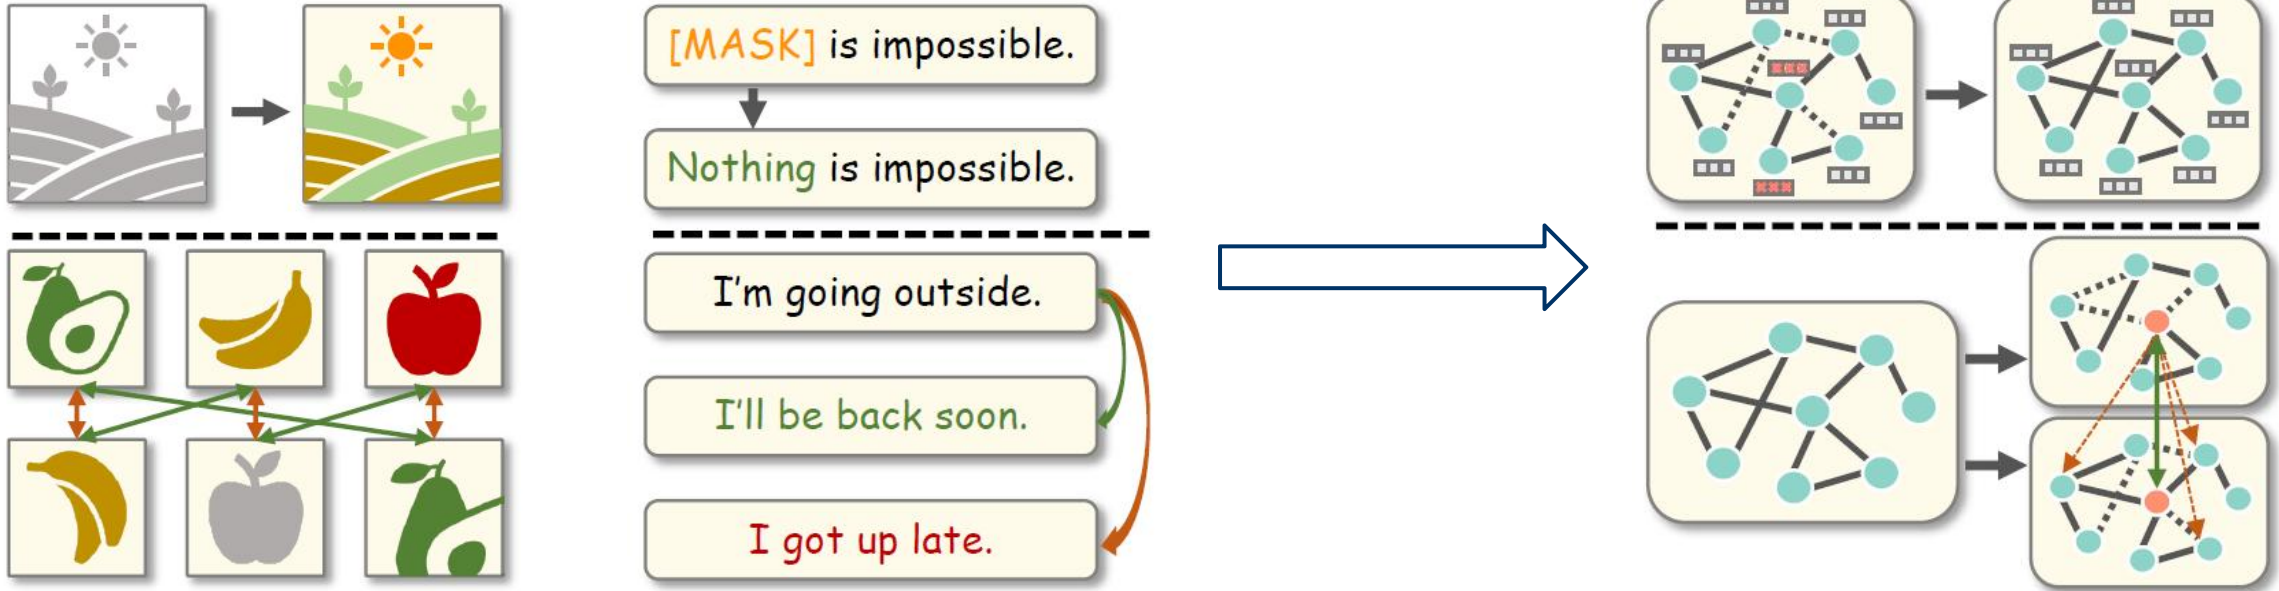 [MASK] is impossible.
Nothing is impossible.
I'm going outside.
I'll be back soon.
I got up late.